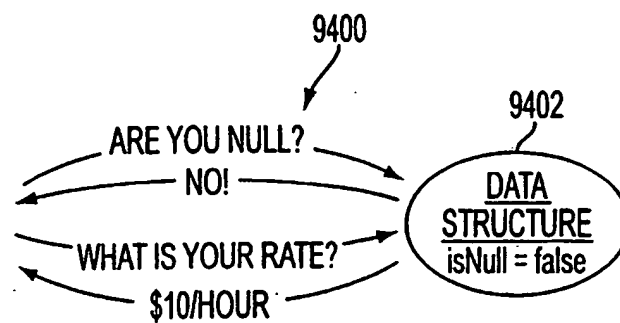 9400
9402
ARE YOU NULL?
NO!
WHAT IS YOUR RATE?
$10/HOUR
DATA
STRUCTURE
isNull = false